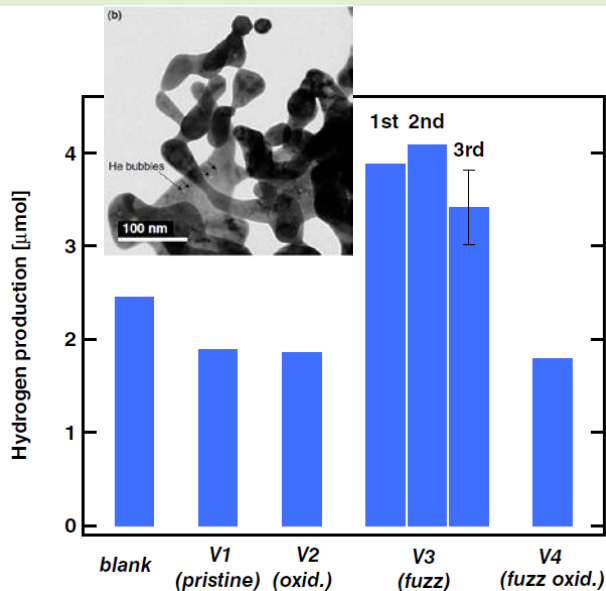 (b)
He bubbles
100 nm
1st 2nd
3rd
Hydrogen production [μmol]
4
3
2
1
0
blank
V1
(pristine)
V2
(oxid.)
V3
(fuzz)
V4
(fuzz oxid.)